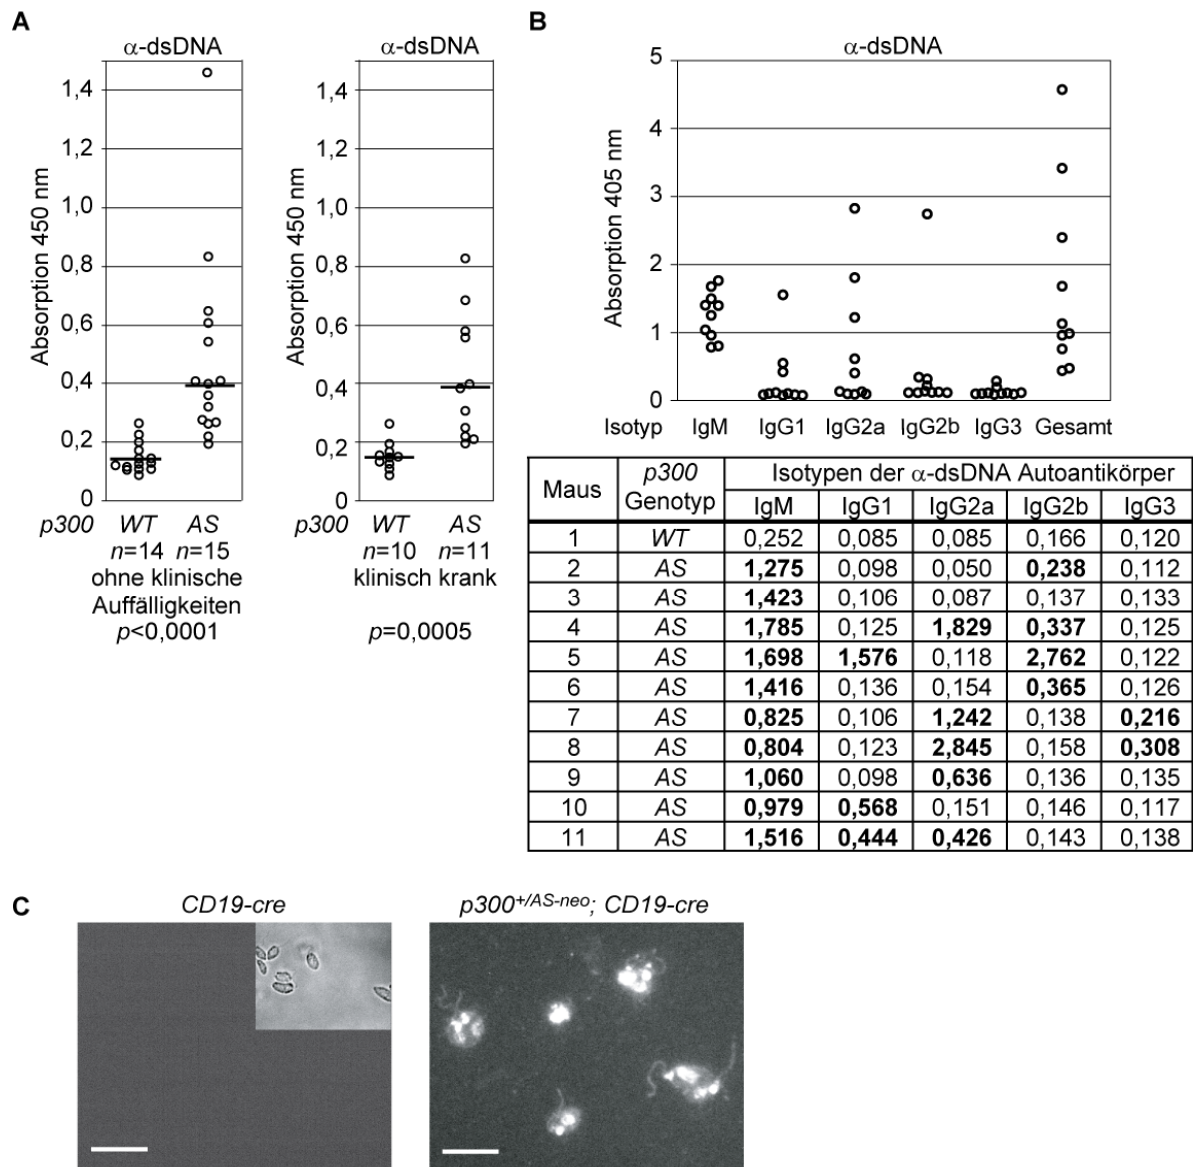 A
α-dsDNA
Absorption 450 nm
1,4
1,2
1,0
0,8
0,6
0,4
0,2
0
p300 WT AS
n=14 n=15
ohne klinische
Auffälligkeiten
p<0,0001
α-dsDNA
Absorption 450 nm
1,4
1,2
1,0
0,8
0,6
0,4
0,2
0
p300 WT AS
n=10 n=11
klinisch krank
p=0,0005
B
α-dsDNA
Absorption 405 nm
5
4
3
2
1
0
Isotyp IgM IgG1 IgG2a IgG2b IgG3 Gesamt
Maus p300 Genotyp Isotypen der α-dsDNA Autoantikörper
IgM IgG1 IgG2a IgG2b IgG3
1 WT 0,252 0,085 0,085 0,166 0,120
2 AS 1,275 0,098 0,050 0,238 0,112
3 AS 1,423 0,106 0,087 0,137 0,133
4 AS 1,785 0,125 1,829 0,337 0,125
5 AS 1,698 1,576 0,118 2,762 0,122
6 AS 1,416 0,136 0,154 0,365 0,126
7 AS 0,825 0,106 1,242 0,138 0,216
8 AS 0,804 0,123 2,845 0,158 0,308
9 AS 1,060 0,098 0,636 0,136 0,135
10 AS 0,979 0,568 0,151 0,146 0,117
11 AS 1,516 0,444 0,426 0,143 0,138
C
CD19-cre
p300+/AS-neo; CD19-cre